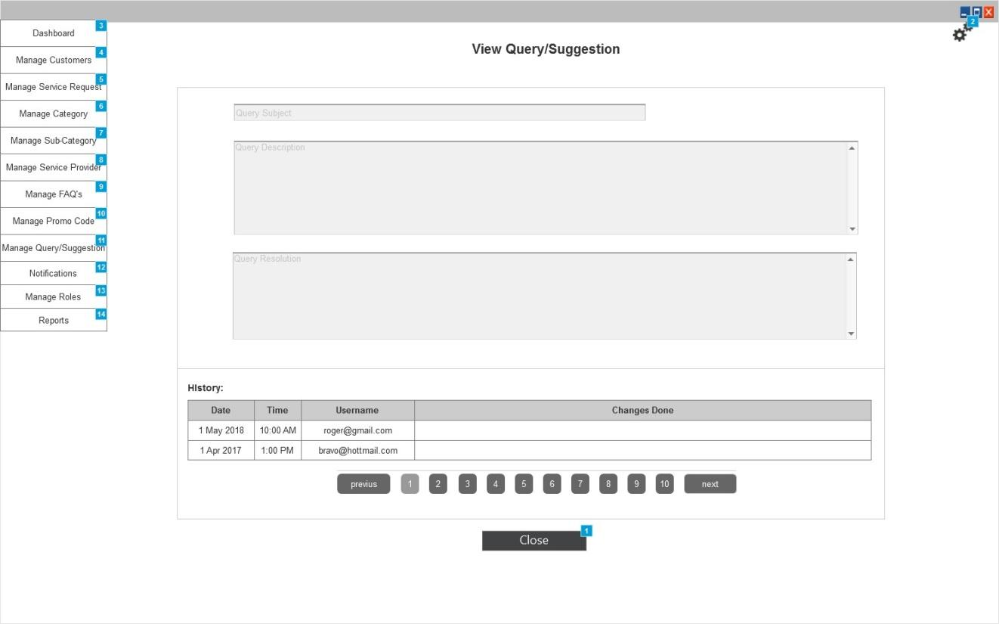 2
3
Dashboard
4
Manage Customers
5
Manage Service Request
6
Manage Category
7
Manage Sub-Category
8
Manage Service Provider
9
Manage FAQ's
10
Manage Promo Code
11
Manage Query/Suggestion
12
Notifications
13
Manage Roles
14
Reports
View Query/Suggestion
Query Subject
Query Description
Query Resolution
History:
Date Time Username Changes Done
1 May 2018 10:00 AM roger@gmail.com
1 Apr 2017 1:00 PM bravo@hottmail.com
previus 1 2 3 4 5 6 7 8 9 10 next
1
Close